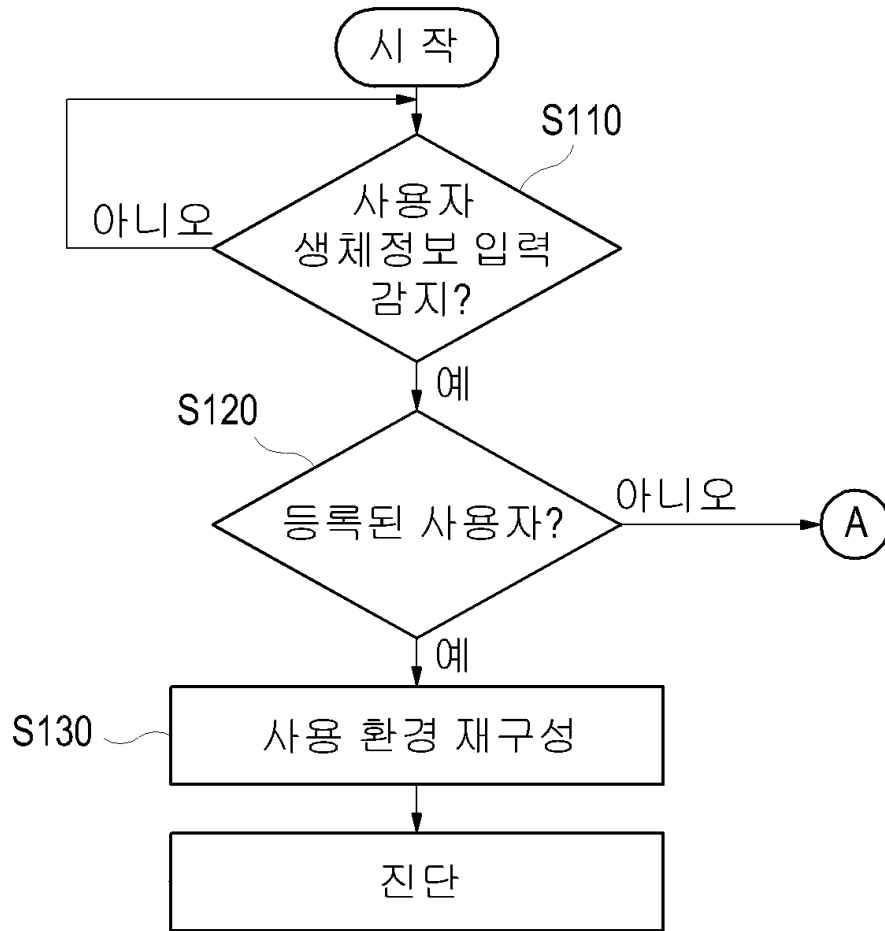 시 작
S110
사용자
생체정보 입력
감지?
아니오
예
S120
등록된 사용자?
아니오
A
예
S130
사용 환경 재구성
진단